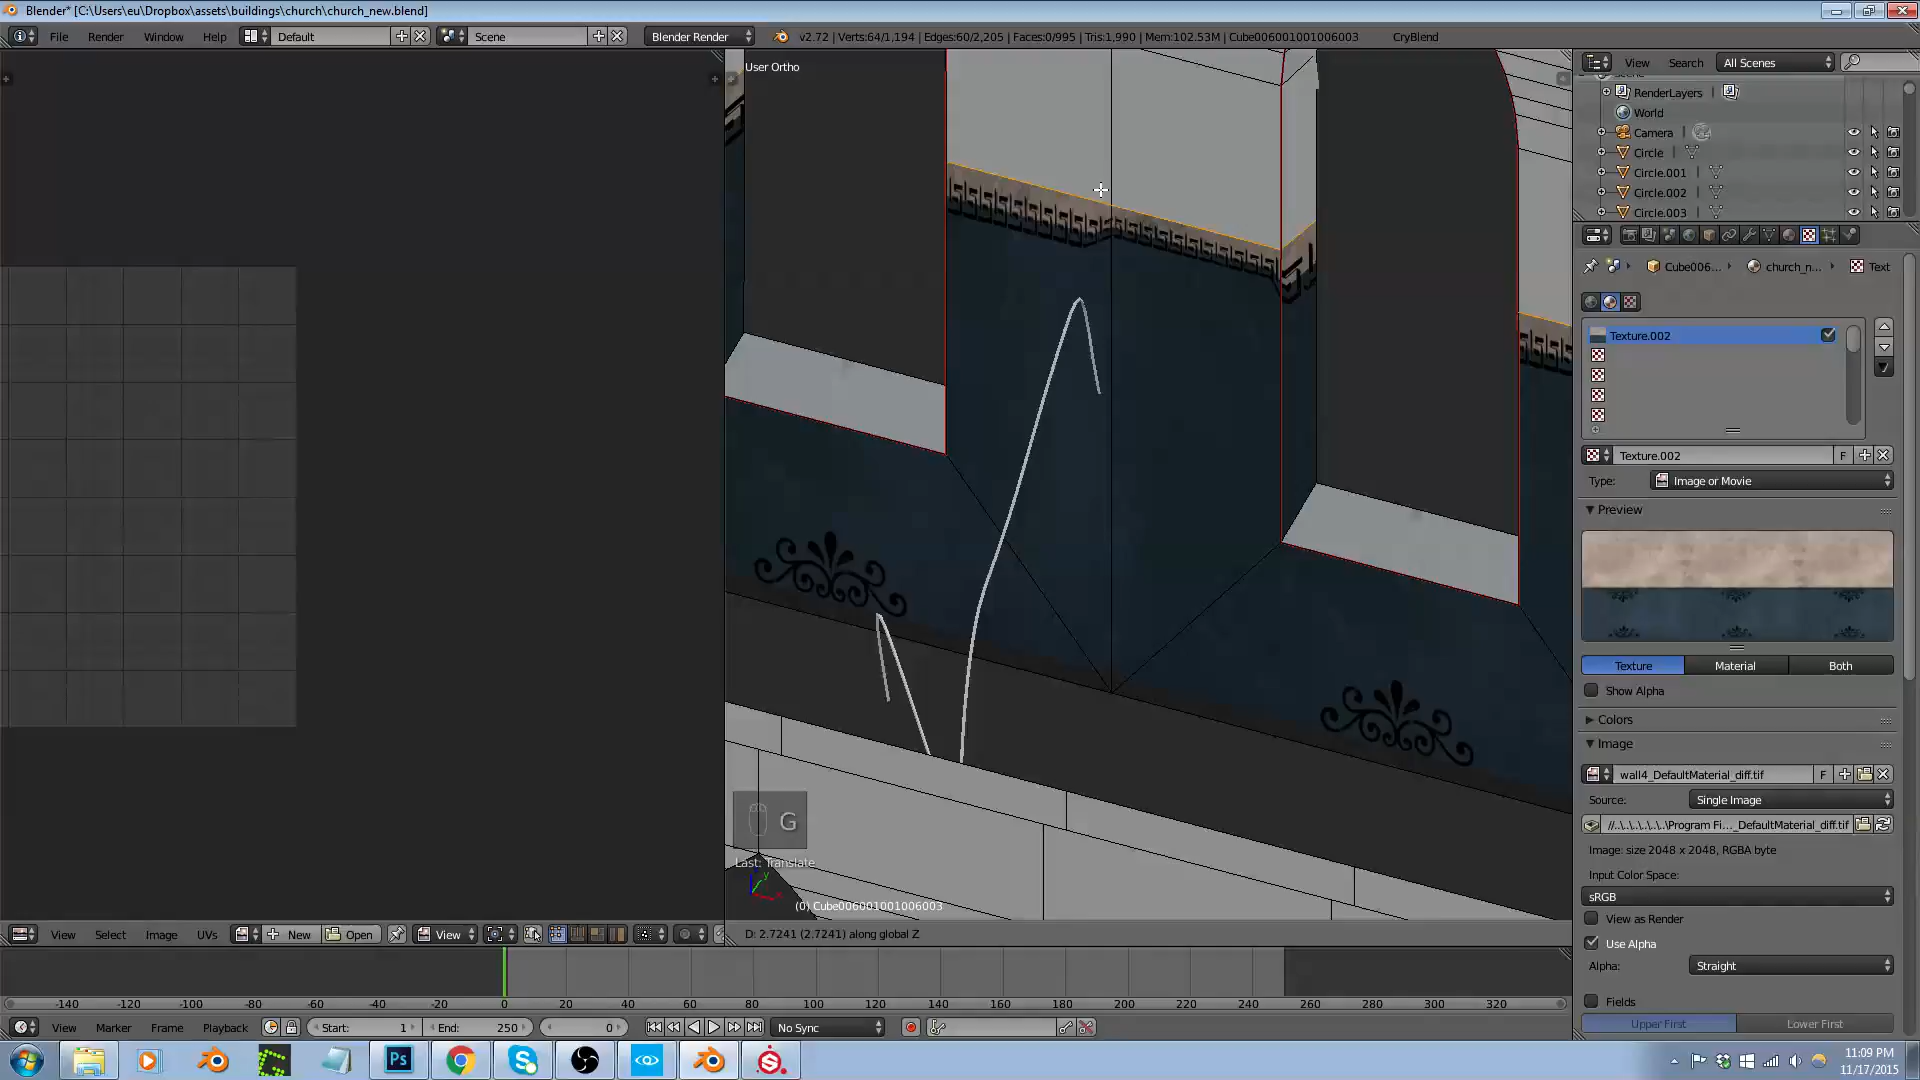 Blender* [C:\Users\eu\Dropbox\assets\buildings\church\church_new.blend]
File Render Window Help Default Scene Blender Render v2.72 | Verts:64/1,194 | Edges:60/2,205 | Faces:0/995 | Tris:1,990 | Mem:102.53M | Cube006001001006003 CryBlend
User Ortho
View Search All Scenes
RenderLayers
World
Camera
Circle
Circle.001
Circle.002
Circle.003
Cube006... church_n... Text
Texture.002
Texture.002 F
Type: Image or Movie
Preview
Texture Material Both
Show Alpha
Colors
Image
wall4_DefaultMaterial_diff.tif F
Source: Single Image
//..\..\..\..\..\..\Program Fi..._DefaultMaterial_diff.tif
Image: size 2048 x 2048, RGBA byte
Input Color Space:
sRGB
View as Render
Use Alpha
Alpha: Straight
Fields
Upper First Lower First
G
Last: Translate
z y x
(0) Cube006001001006003
View Select Image UVs New Open View D: 2.7241 (2.7241) along global Z
-140 -120 -100 -80 -60 -40 -20 0 20 40 60 80 100 120 140 160 180 200 220 240 260 280 300 320
View Marker Frame Playback Start: 1 End: 250 0 No Sync
Ps
11:09 PM
11/17/2015